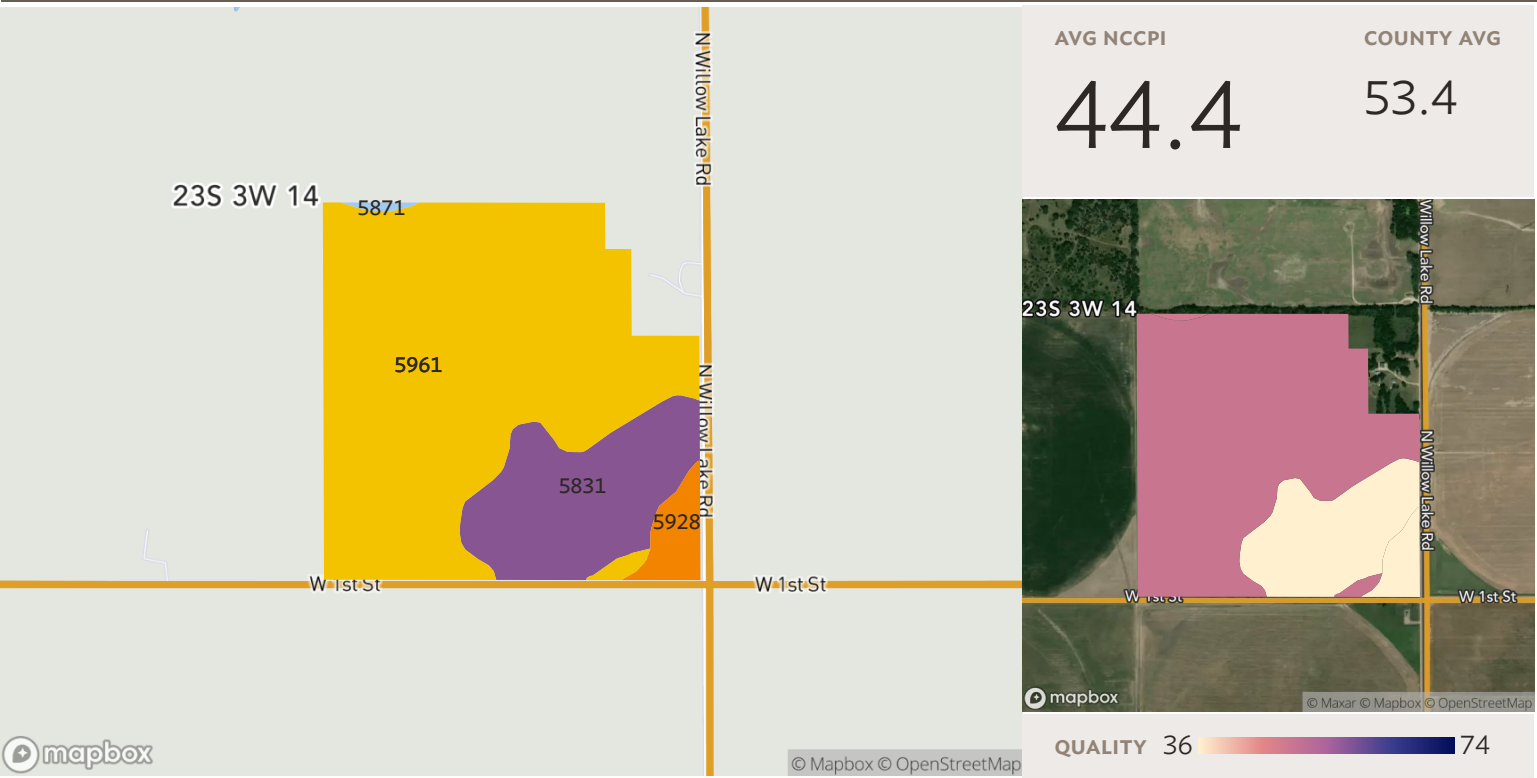 N Willow Lake Rd
23S 3W 14
5871
5961
N Willow Lake Rd
5831
5928
W 1st St
W 1st St
mapbox
© Mapbox © OpenStreetMap
AVG NCCPI
COUNTY AVG
44.4
53.4
Willow Lake Rd
23S 3W 14
N Willow Lake Rd
W 1st St
W 1st St
mapbox
© Maxar © Mapbox © OpenStreetMap
QUALITY 36 74